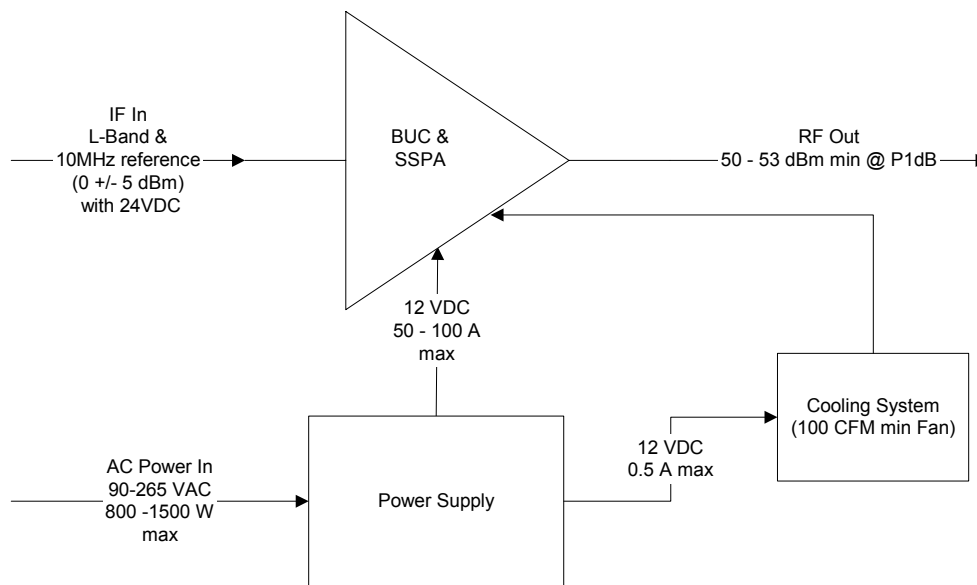 IF In
L-Band &
10MHz reference
(0 +/- 5 dBm)
with 24VDC
BUC &
SSPA
RF Out
50 - 53 dBm min @ P1dB
12 VDC
50 - 100 A
max
Cooling System
(100 CFM min Fan)
12 VDC
0.5 A max
AC Power In
90-265 VAC
800 -1500 W
max
Power Supply